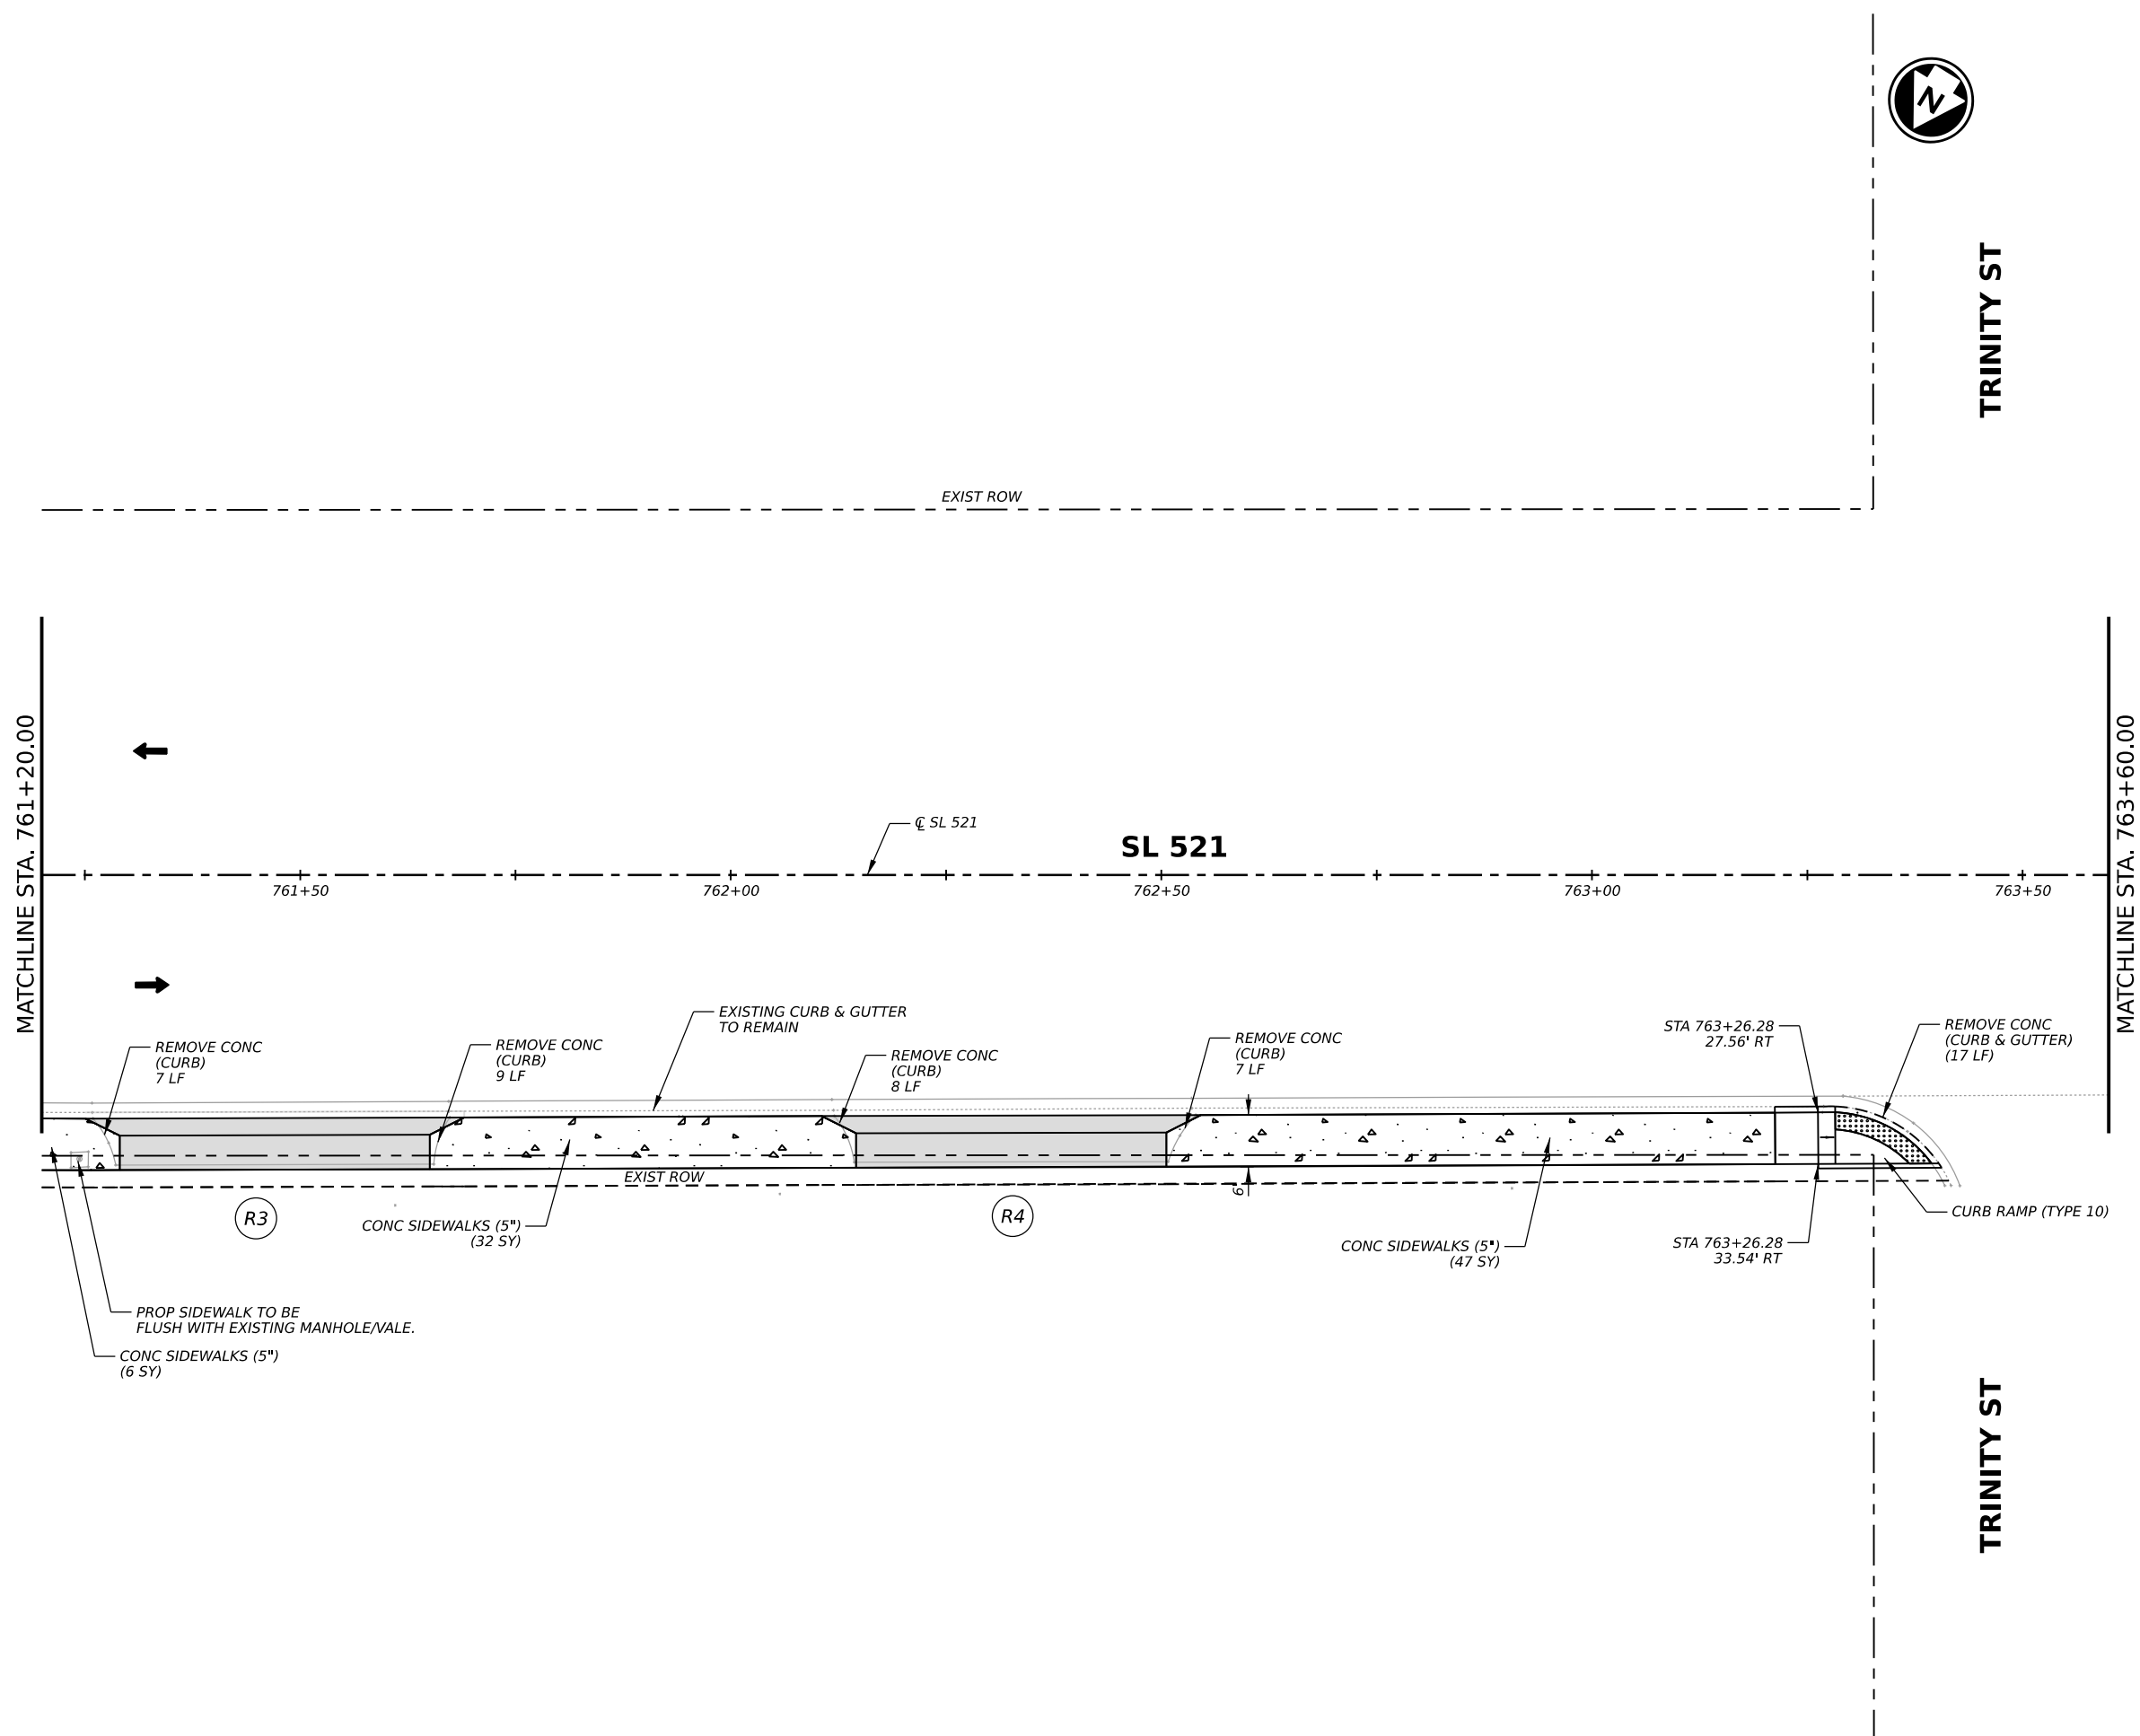 N
TRINITY ST
EXIST ROW
MATCHLINE STA. 761+20.00
MATCHLINE STA. 763+60.00
℄ SL 521
SL 521
761+50
762+00
762+50
763+00
763+50
REMOVE CONC
(CURB)
7 LF
REMOVE CONC
(CURB)
9 LF
EXISTING CURB & GUTTER
TO REMAIN
REMOVE CONC
(CURB)
8 LF
REMOVE CONC
(CURB)
7 LF
STA 763+26.28
27.56' RT
REMOVE CONC
(CURB & GUTTER)
(17 LF)
EXIST ROW
6'
R3
R4
CONC SIDEWALKS (5")
(32 SY)
CONC SIDEWALKS (5")
(47 SY)
STA 763+26.28
33.54' RT
CURB RAMP (TYPE 10)
PROP SIDEWALK TO BE
FLUSH WITH EXISTING MANHOLE/VALE.
CONC SIDEWALKS (5")
(6 SY)
TRINITY ST